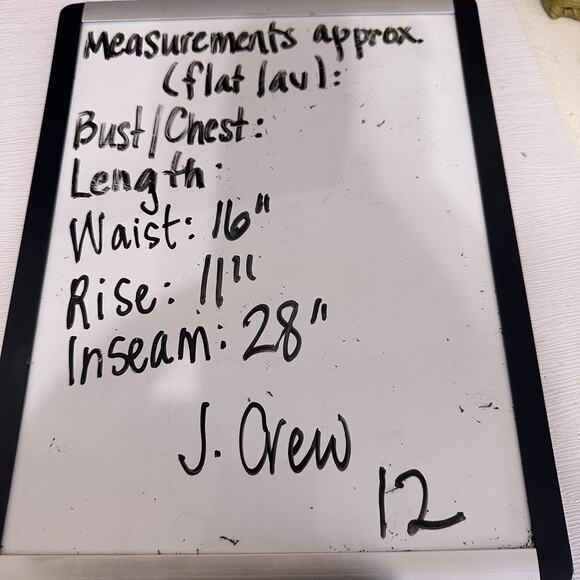 Measurements approx.
(flat lay):
Bust/Chest:
Length:
Waist: 16"
Rise: 11"
Inseam: 28"
J. Crew
12